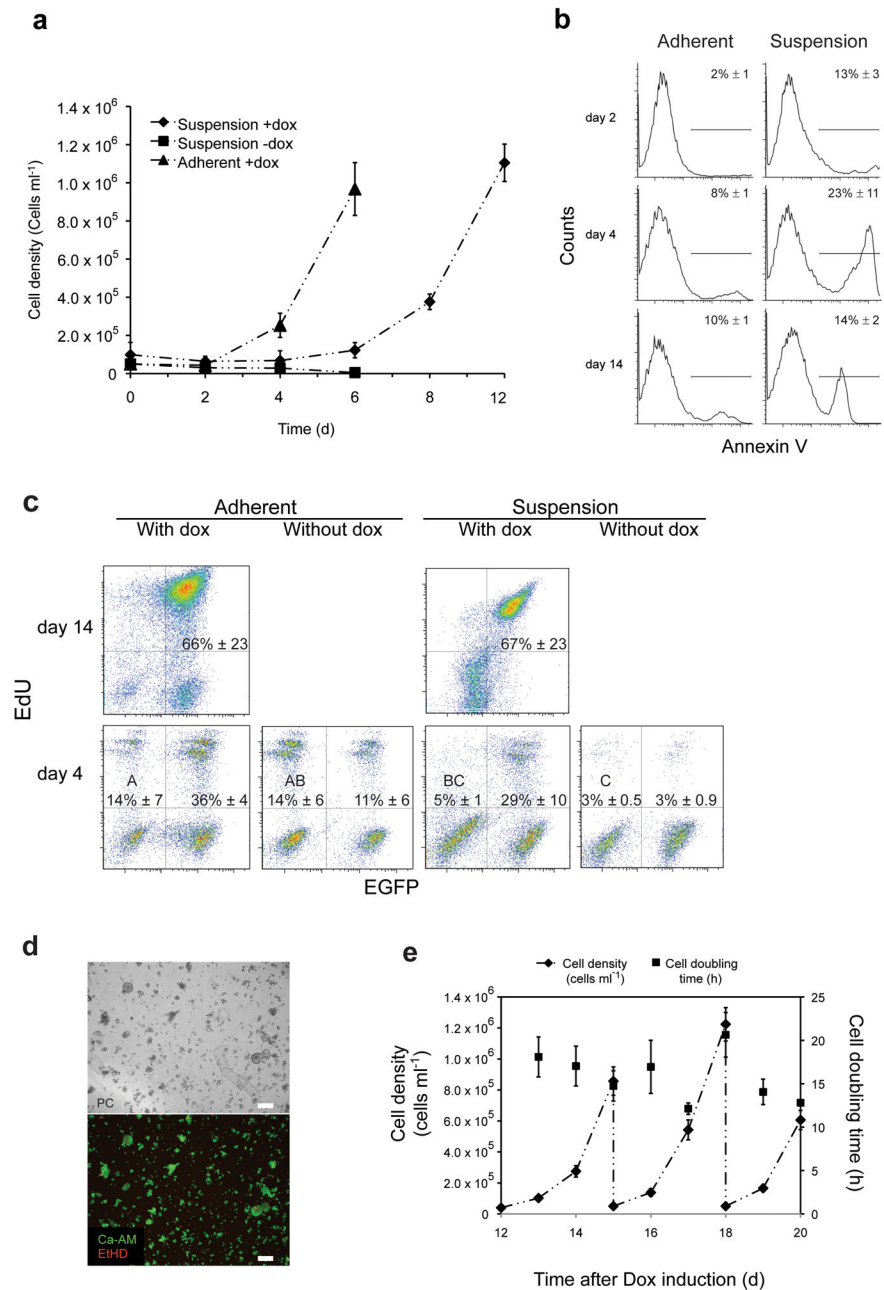 a
1.4 x 10⁶
1.2 x 10⁶
1.0 x 10⁶
8.0 x 10⁵
6.0 x 10⁵
4.0 x 10⁵
2.0 x 10⁵
0
Cell density (Cells ml⁻¹)
Suspension +dox
Suspension -dox
Adherent +dox
0 2 4 6 8 12
Time (d)
b
Adherent Suspension
day 2
2% ± 1
13% ± 3
day 4
8% ± 1
23% ± 11
day 14
10% ± 1
14% ± 2
Counts
Annexin V
c
Adherent Suspension
With dox Without dox With dox Without dox
day 14
66% ± 23
67% ± 23
EdU
day 4
A
14% ± 7 36% ± 4
AB
14% ± 6 11% ± 6
BC
5% ± 1 29% ± 10
C
3% ± 0.5 3% ± 0.9
EGFP
d
PC
Ca-AM
EtHD
e
Cell density
(cells ml⁻¹)
Cell doubling
time (h)
1.4 x 10⁶
1.2 x 10⁶
1.0 x 10⁶
8.0 x 10⁵
6.0 x 10⁵
4.0 x 10⁵
2.0 x 10⁵
0
Cell density
(cells ml⁻¹)
25
20
15
10
5
0
Cell doubling time (h)
12 14 16 18 20
Time after Dox induction (d)